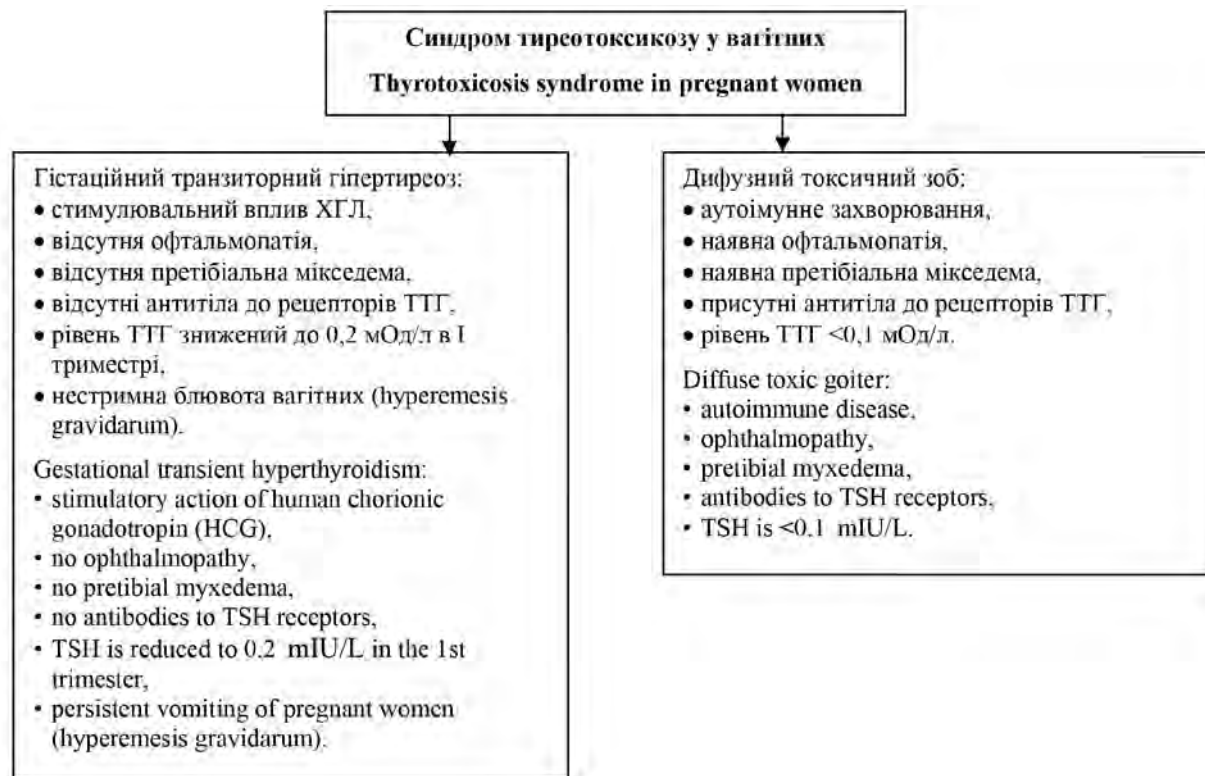 Синдром тиреотоксикозу у вагітних
Thyrotoxicosis syndrome in pregnant women
Гістаційний транзиторний гіпертиреоз:
• стимулювальний вплив ХГЛ,
• відсутня офтальмопатія,
• відсутня претібіальна мікседема,
• відсутні антитіла до рецепторів ТТГ,
• рівень ТТГ знижений до 0,2 мОд/л в І
триместрі,
• нестримна блювота вагітних (hyperemesis
gravidarum).
Gestational transient hyperthyroidism:
• stimulatory action of human chorionic
gonadotropin (HCG),
• no ophthalmopathy,
• no pretibial myxedema,
• no antibodies to TSH receptors,
• TSH is reduced to 0.2 mIU/L in the 1st
trimester,
• persistent vomiting of pregnant women
(hyperemesis gravidarum).
Дифузний токсичний зоб:
• аутоімунне захворювання,
• наявна офтальмопатія,
• наявна претібіальна мікседема,
• присутні антитіла до рецепторів ТТГ,
• рівень ТТГ <0,1 мОд/л.
Diffuse toxic goiter:
• autoimmune disease,
• ophthalmopathy,
• pretibial myxedema,
• antibodies to TSH receptors,
• TSH is <0.1 mIU/L.